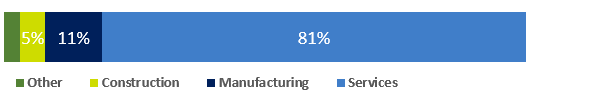 5% 11% 81%
Other Construction Manufacturing Services